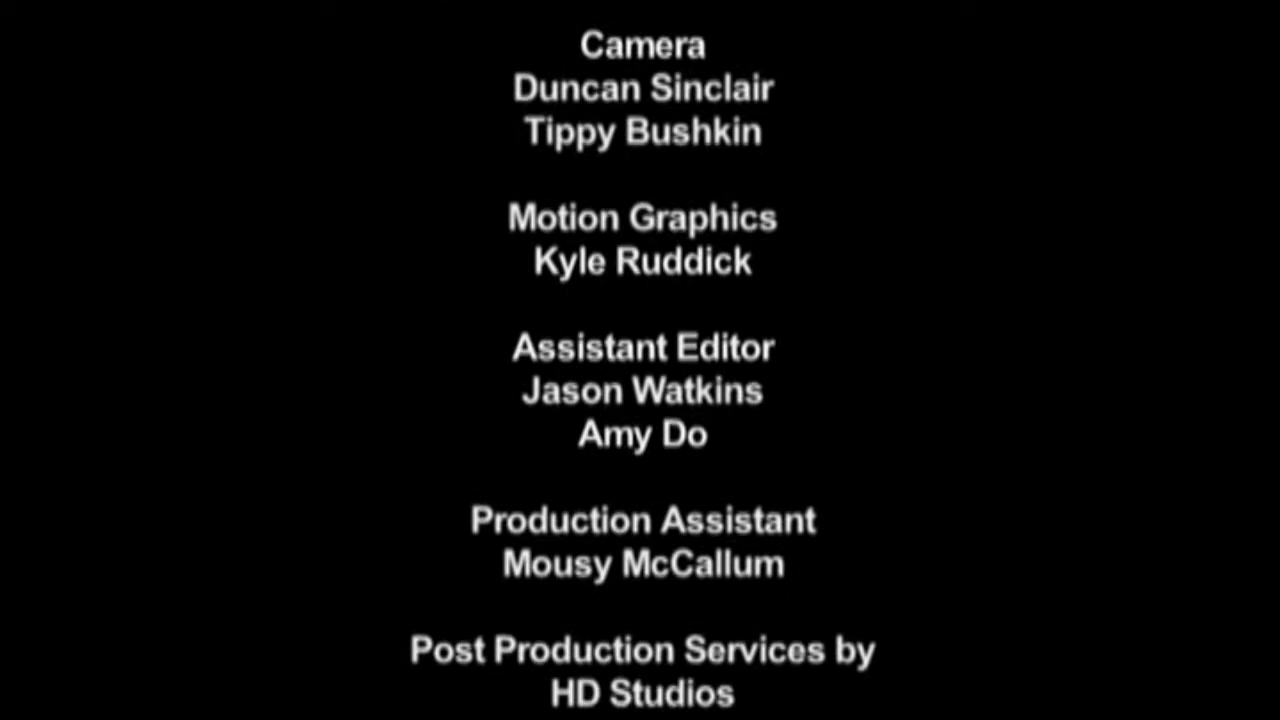 Camera
Duncan Sinclair
Tippy Bushkin
Motion Graphics
Kyle Ruddick
Assistant Editor
Jason Watkins
Amy Do
Production Assistant
Mousy McCallum
Post Production Services by
HD Studios